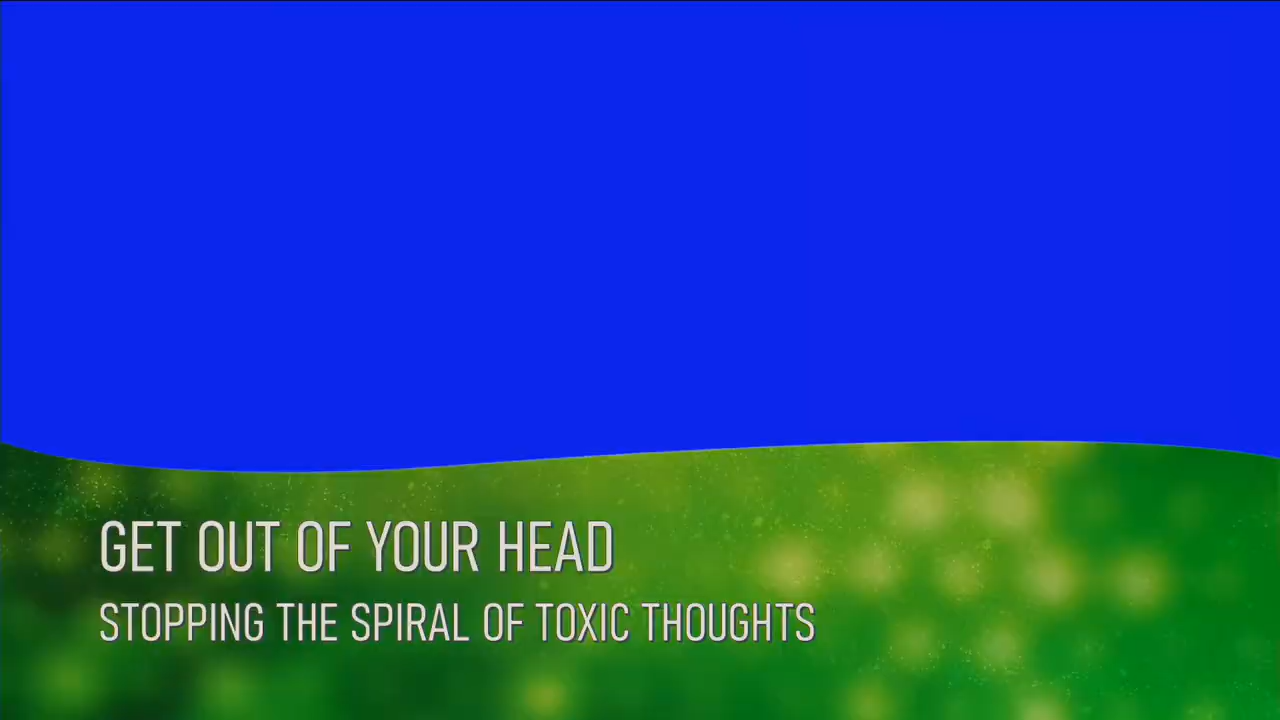 GET OUT OF YOUR HEAD
STOPPING THE SPIRAL OF TOXIC THOUGHTS